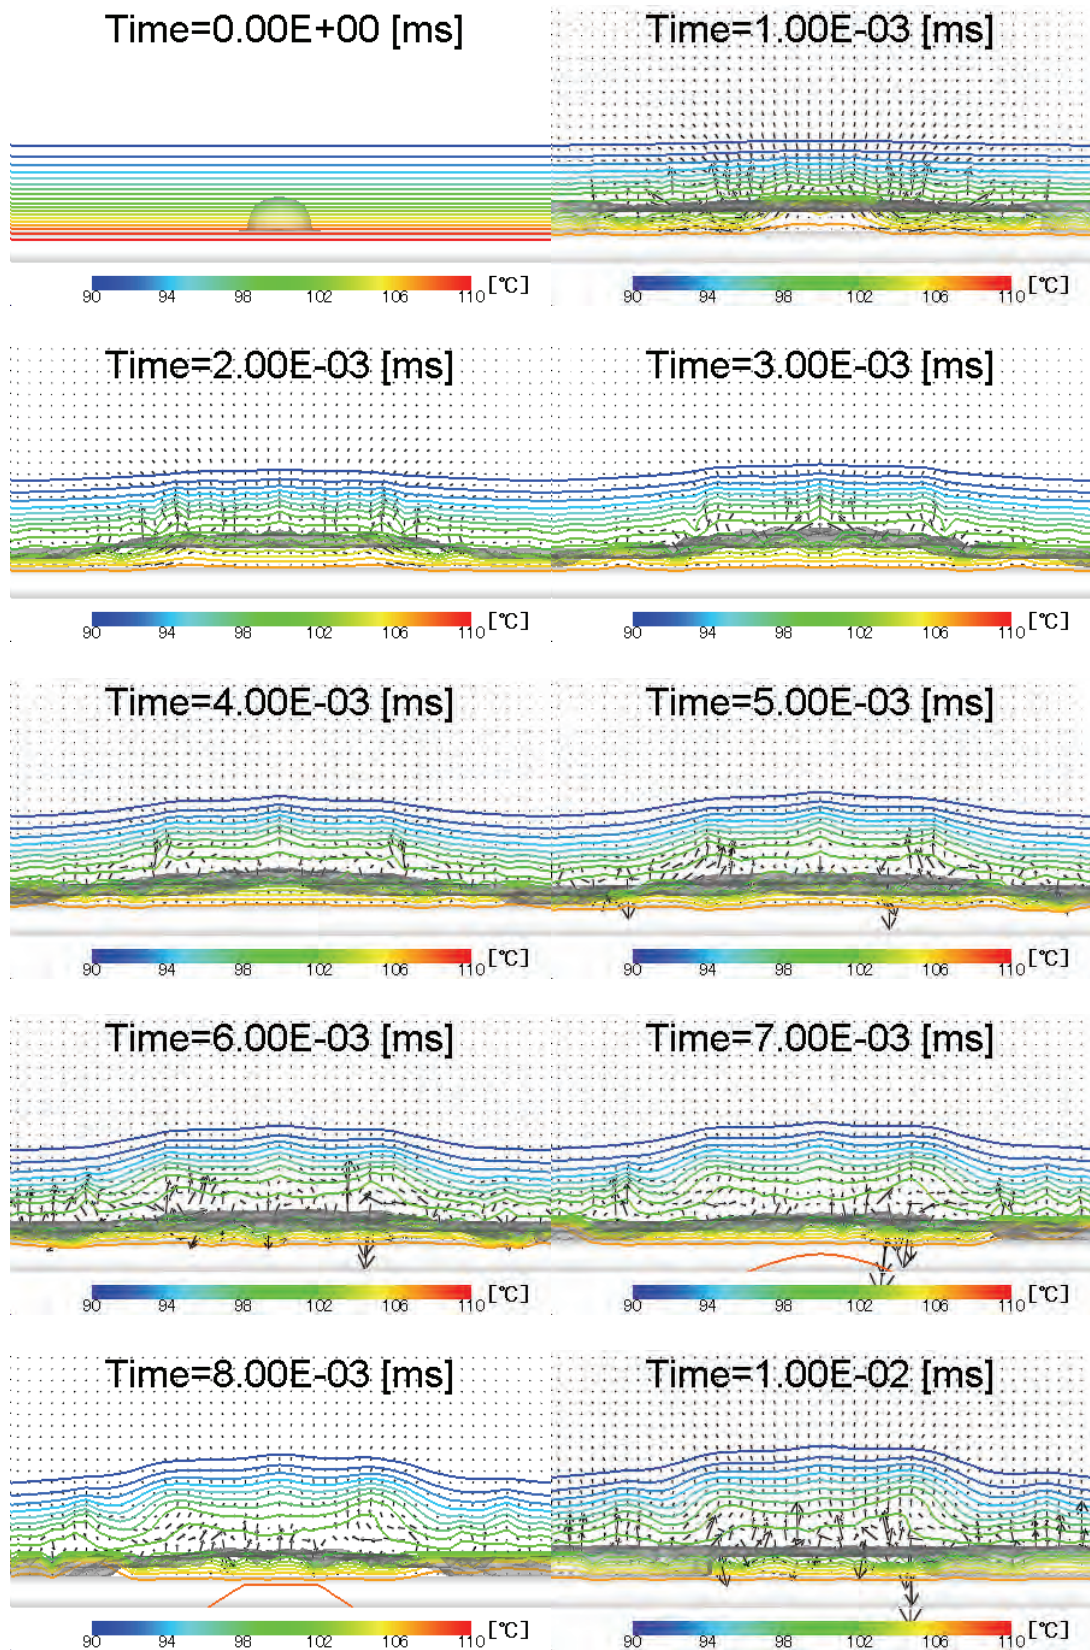 Time=0.00E+00 [ms]
90 94 98 102 106 110 [℃]
Time=1.00E-03 [ms]
90 94 98 102 106 110 [℃]
Time=2.00E-03 [ms]
90 94 98 102 106 110 [℃]
Time=3.00E-03 [ms]
90 94 98 102 106 110 [℃]
Time=4.00E-03 [ms]
90 94 98 102 106 110 [℃]
Time=5.00E-03 [ms]
90 94 98 102 106 110 [℃]
Time=6.00E-03 [ms]
90 94 98 102 106 110 [℃]
Time=7.00E-03 [ms]
90 94 98 102 106 110 [℃]
Time=8.00E-03 [ms]
90 94 98 102 106 110 [℃]
Time=1.00E-02 [ms]
90 94 98 102 106 110 [℃]